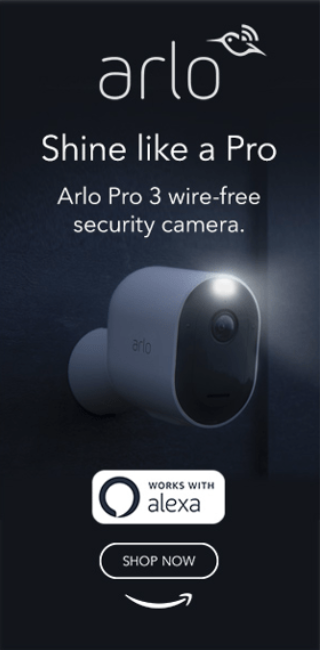 arlo
Shine like a Pro
Arlo Pro 3 wire-free
security camera.
arlo
WORKS WITH
alexa
SHOP NOW